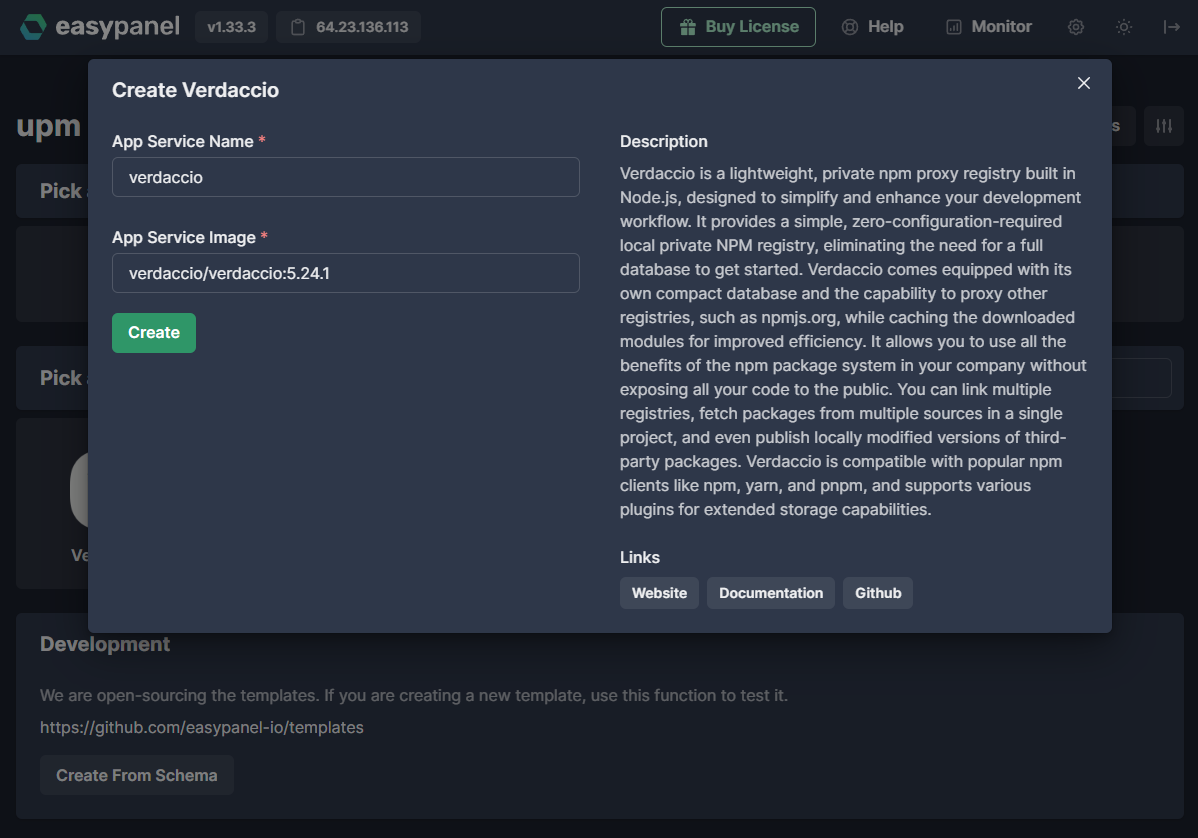 easypanel v1.33.3 64.23.136.113 Buy License Help Monitor
Create Verdaccio
upm
App Service Name *
verdaccio
App Service Image *
verdaccio/verdaccio:5.24.1
Create
Description
Verdaccio is a lightweight, private npm proxy registry built in
Node.js, designed to simplify and enhance your development
workflow. It provides a simple, zero-configuration-required
local private NPM registry, eliminating the need for a full
database to get started. Verdaccio comes equipped with its
own compact database and the capability to proxy other
registries, such as npmjs.org, while caching the downloaded
modules for improved efficiency. It allows you to use all the
benefits of the npm package system in your company without
exposing all your code to the public. You can link multiple
registries, fetch packages from multiple sources in a single
project, and even publish locally modified versions of third-
party packages. Verdaccio is compatible with popular npm
clients like npm, yarn, and pnpm, and supports various
plugins for extended storage capabilities.
Links
Website Documentation Github
Pick
Pick
Development
We are open-sourcing the templates. If you are creating a new template, use this function to test it.
https://github.com/easypanel-io/templates
Create From Schema